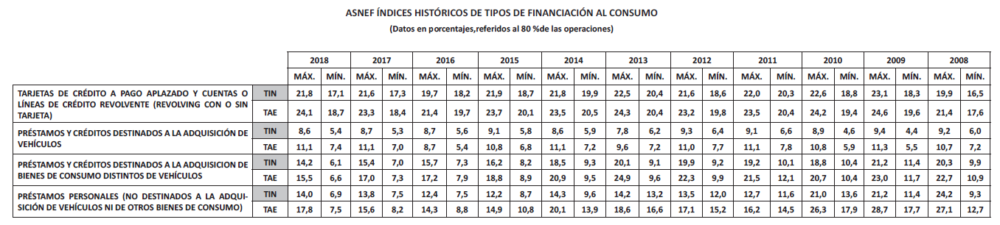 ASNEF ÍNDICES HISTÓRICOS DE TIPOS DE FINANCIACIÓN AL CONSUMO
(Datos en porcentajes,referidos al 80 %de las operaciones)
2018 2017 2016 2015 2014 2013 2012 2011 2010 2009 2008
MÁX. MÍN. MÁX. MÍN. MÁX. MÍN. MÁX. MÍN. MÁX. MÍN. MÁX. MÍN. MÁX. MÍN. MÁX. MÍN. MÁX. MÍN. MÁX. MÍN. MÁX. MÍN.
TARJETAS DE CRÉDITO A PAGO APLAZADO Y CUENTAS O
LÍNEAS DE CRÉDITO REVOLVENTE (REVOLVING CON O SIN
TARJETA)
TIN 21,8 17,1 21,6 17,3 19,7 18,2 21,9 18,7 21,8 19,9 22,5 20,4 21,6 18,6 22,0 20,3 22,6 18,8 23,1 18,3 19,9 16,5
TAE 24,1 18,7 23,3 18,4 21,4 19,7 23,7 20,1 23,5 20,5 24,3 20,4 23,2 19,8 23,5 20,4 24,2 19,4 24,6 19,6 21,4 17,6
PRÉSTAMOS Y CRÉDITOS DESTINADOS A LA ADQUISICIÓN DE
VEHÍCULOS
TIN 8,6 5,4 8,7 5,3 8,7 5,6 9,1 5,8 8,6 5,9 7,8 6,2 9,3 6,4 9,1 6,6 8,9 4,6 9,4 4,4 9,2 6,0
TAE 11,1 7,4 11,1 7,0 8,7 5,4 10,8 6,8 11,1 7,2 9,6 7,2 11,0 7,7 11,1 7,8 10,8 5,9 11,3 5,5 10,7 7,2
PRÉSTAMOS Y CRÉDITOS DESTINADOS A LA ADQUISICION DE
BIENES DE CONSUMO DISTINTOS DE VEHÍCULOS
TIN 14,2 6,1 15,4 7,0 15,7 7,3 16,2 8,2 18,5 9,3 20,1 9,1 19,9 9,2 19,2 10,1 18,8 10,4 21,2 11,4 20,3 9,9
TAE 15,5 6,6 17,0 7,3 17,2 7,9 18,8 8,9 20,9 9,5 24,9 9,6 22,3 9,9 21,5 12,1 20,7 10,4 23,0 11,7 22,7 10,9
PRÉSTAMOS PERSONALES (NO DESTINADOS A LA ADQUI-
SICIÓN DE VEHÍCULOS NI DE OTROS BIENES DE CONSUMO)
TIN 14,0 6,9 13,8 7,5 12,4 7,5 12,2 8,7 14,3 9,6 14,2 13,2 13,5 12,0 12,7 11,6 21,0 13,6 21,2 11,4 24,2 9,3
TAE 17,8 7,5 15,6 8,2 14,3 8,8 14,9 10,8 20,1 13,9 18,6 16,6 17,1 15,2 16,2 14,5 26,3 17,9 28,7 17,7 27,1 12,7